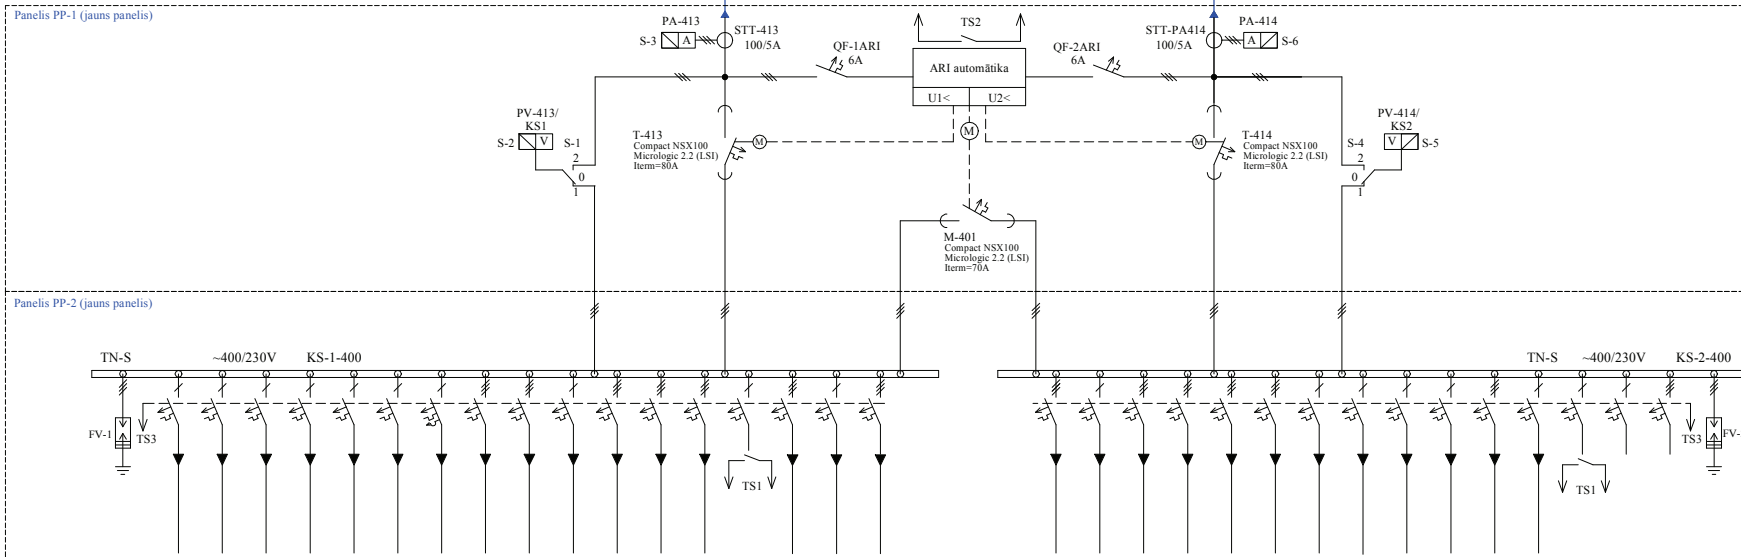 Panelis PP-1 (jauns panelis)
PA-413
S-3
A
STT-413
100/5A
QF-1ARI
6A
TS2
ARI automātika
U1<
U2<
QF-2ARI
6A
STT-PA414
100/5A
PA-414
A
S-6
PV-413/
KS1
S-2
V
S-1
2
0
1
T-413
Compact NSX100
Micrologic 2.2 (LSI)
Iterm=80A
M
M
M
T-414
Compact NSX100
Micrologic 2.2 (LSI)
Iterm=80A
PV-414/
KS2
S-4
V
S-5
2
0
1
M-401
Compact NSX100
Micrologic 2.2 (LSI)
Iterm=70A
Panelis PP-2 (jauns panelis)
TN-S
~400/230V
KS-1-400
TN-S
~400/230V
KS-2-400
FV-1
TS3
TS1
TS1
TS3
FV-